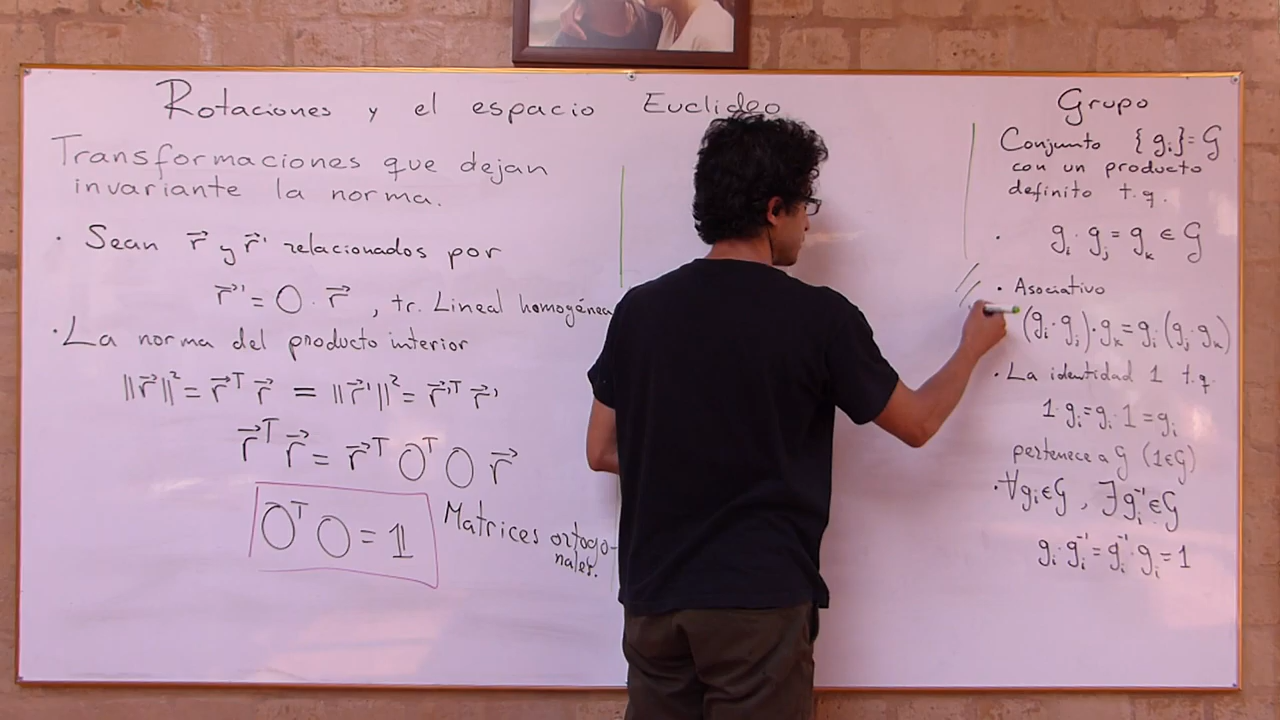 Rotaciones y el espacio Euclideo
Transformaciones que dejan
invariante la norma.
· Sean r⃗ y r⃗' relacionados por
r⃗' = O · r⃗ , tr. Lineal homogénea
· La norma del producto interior
||r⃗||² = r⃗ᵀ r⃗ = ||r⃗'||² = r⃗'ᵀ r⃗'
r⃗ᵀ r⃗ = r⃗ᵀ Oᵀ O r⃗
Oᵀ O = 𝟙
Matrices ortogo-
nales.
Grupo
Conjunto {gᵢ} = G
con un producto
definito t.q.
· gᵢ · gⱼ = gₖ ∈ G
· Asociativo
(gᵢ · gⱼ) · gₖ = gᵢ (gⱼ · gₖ)
· La identidad 1 t.q.
1 · gᵢ = gᵢ · 1 = gᵢ
pertenece a G (1∈G)
· ∀gᵢ∈G , ∃gᵢ⁻¹∈G
gᵢ · gᵢ⁻¹ = gᵢ⁻¹ · gᵢ = 1